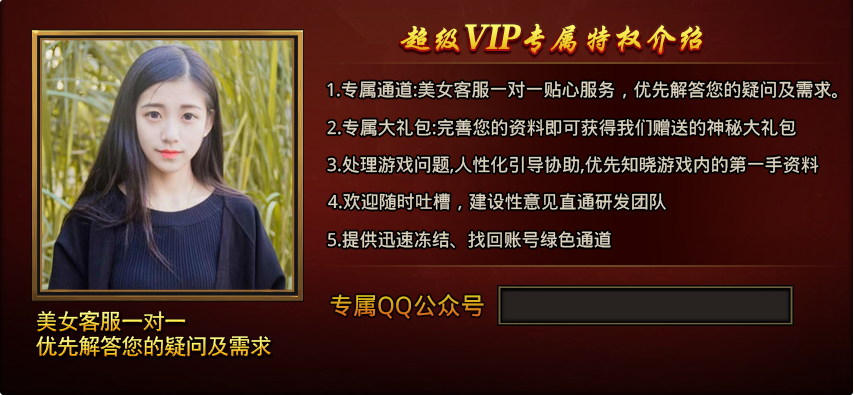 超级VIP专属特权介绍
1.专属通道:美女客服一对一贴心服务，优先解答您的疑问及需求。
2.专属大礼包:完善您的资料即可获得我们赠送的神秘大礼包
3.处理游戏问题,人性化引导协助,优先知晓游戏内的第一手资料
4.欢迎随时吐槽，建设性意见直通研发团队
5.提供迅速冻结、找回账号绿色通道
专属QQ公众号
美女客服一对一
优先解答您的疑问及需求